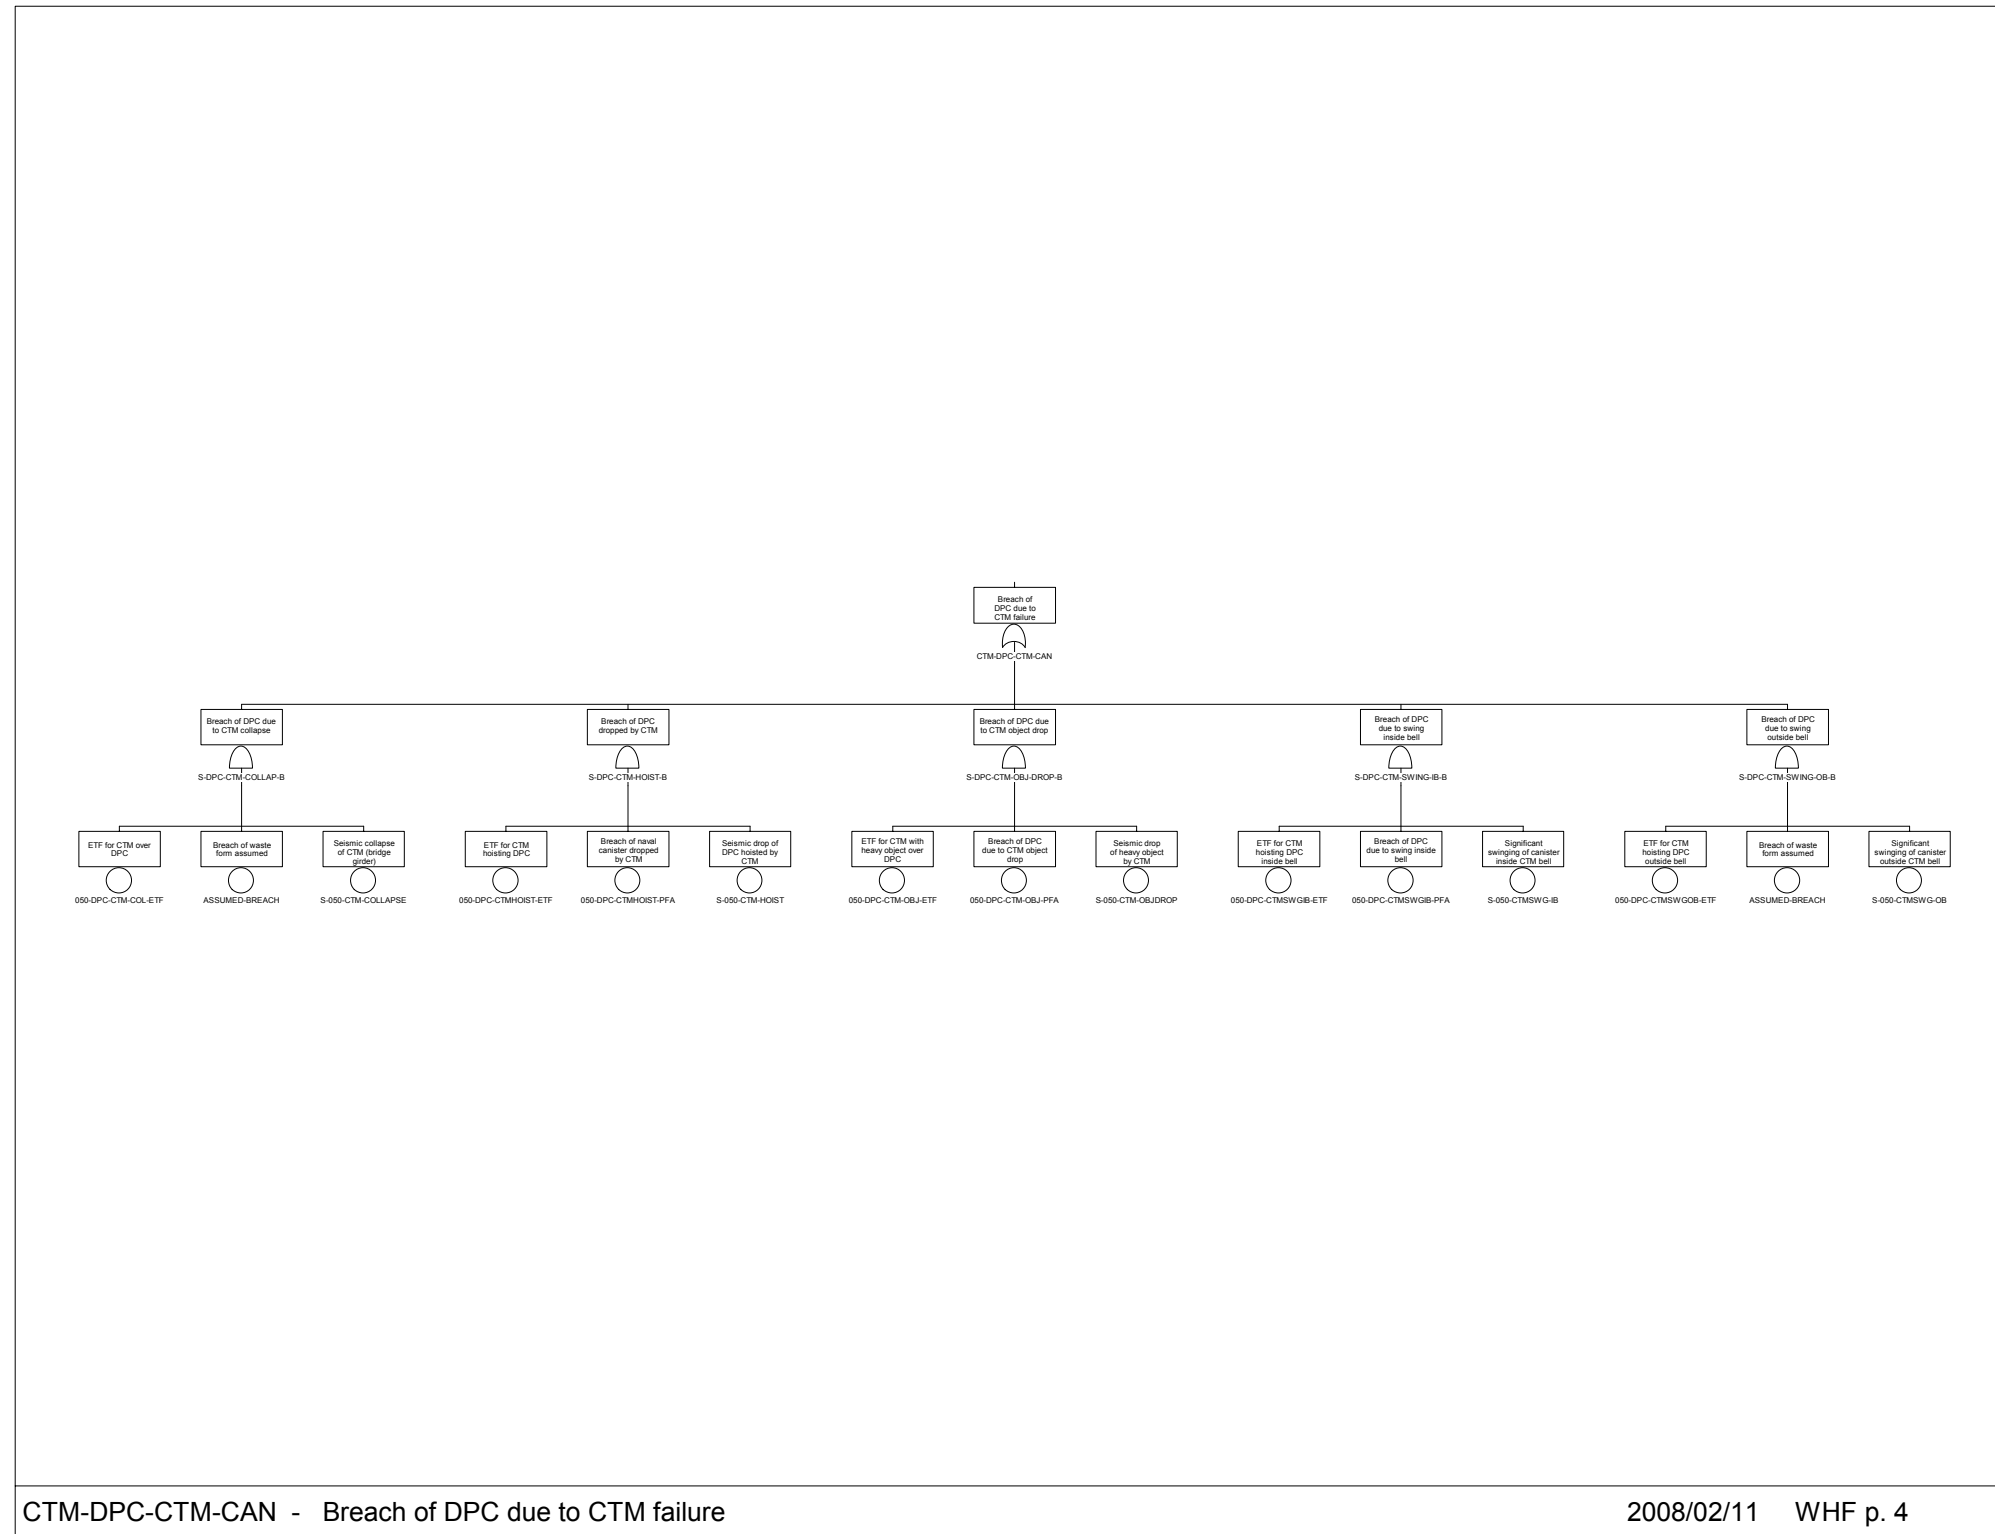 Breach of
DPC due to
CTM failure
CTM-DPC-CTM-CAN
Breach of DPC due
to CTM collapse
S-DPC-CTM-COLLAP-B
Breach of DPC
dropped by CTM
S-DPC-CTM-HOIST-B
Breach of DPC due
to CTM object drop
S-DPC-CTM-OBJ-DROP-B
Breach of DPC
due to swing
inside bell
S-DPC-CTM-SWING-IB-B
Breach of DPC
due to swing
outside bell
S-DPC-CTM-SWING-OB-B
ETF for CTM over
DPC
050-DPC-CTM-COL-ETF
Breach of waste
form assumed
ASSUMED-BREACH
Seismic collapse
of CTM (bridge
girder)
S-050-CTM-COLLAPSE
ETF for CTM
hoisting DPC
050-DPC-CTMHOIST-ETF
Breach of naval
canister dropped
by CTM
050-DPC-CTMHOIST-PFA
Seismic drop of
DPC hoisted by
CTM
S-050-CTM-HOIST
ETF for CTM with
heavy object over
DPC
050-DPC-CTM-OBJ-ETF
Breach of DPC
due to CTM object
drop
050-DPC-CTM-OBJ-PFA
Seismic drop
of heavy object
by CTM
S-050-CTM-OBJDROP
ETF for CTM
hoisting DPC
inside bell
050-DPC-CTMSWGIB-ETF
Breach of DPC
due to swing inside
bell
050-DPC-CTMSWGIB-PFA
Significant
swinging of canister
inside CTM bell
S-050-CTMSWG-IB
ETF for CTM
hoisting DPC
outside bell
050-DPC-CTMSWGOB-ETF
Breach of waste
form assumed
ASSUMED-BREACH
Significant
swinging of canister
outside CTM bell
S-050-CTMSWG-OB
CTM-DPC-CTM-CAN - Breach of DPC due to CTM failure
2008/02/11 WHF p. 4